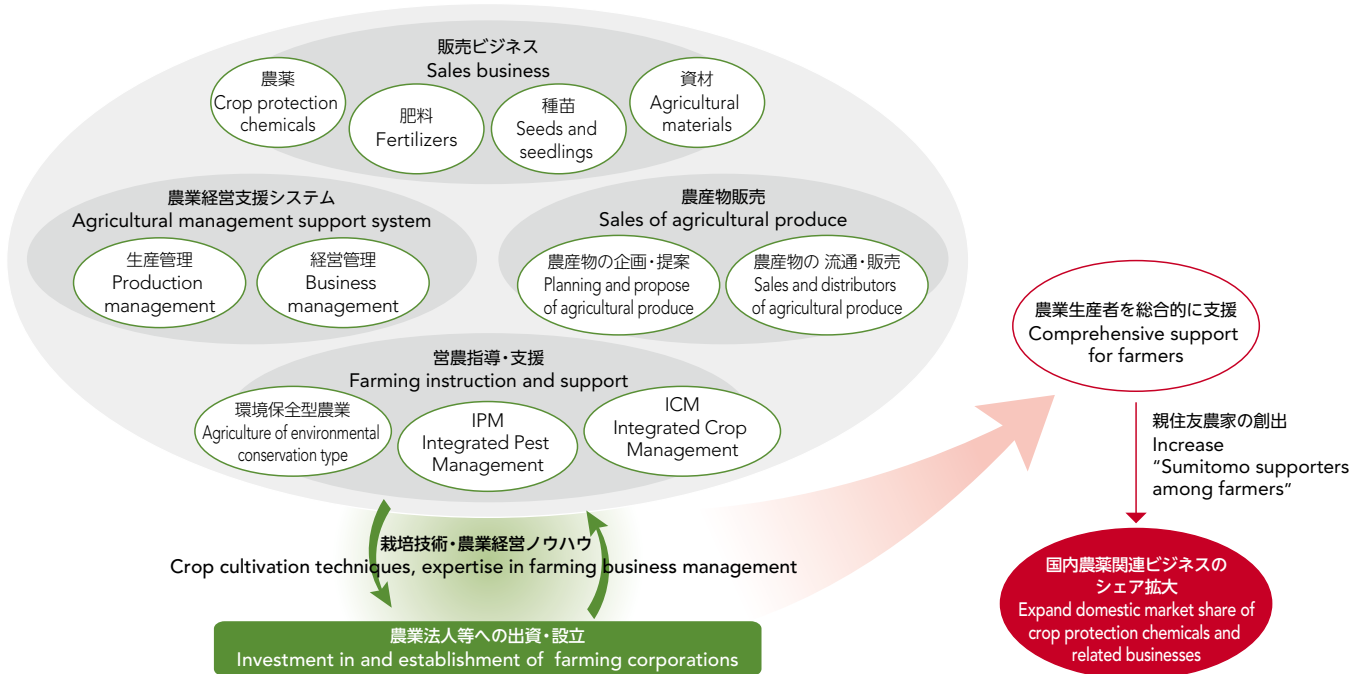 販売ビジネス
Sales business
農薬
Crop protection
chemicals
肥料
Fertilizers
種苗
Seeds and
seedlings
資材
Agricultural
materials
農業経営支援システム
Agricultural management support system
生産管理
Production
management
経営管理
Business
management
農産物販売
Sales of agricultural produce
農産物の企画・提案
Planning and propose
of agricultural produce
農産物の 流通・販売
Sales and distributors
of agricultural produce
営農指導・支援
Farming instruction and support
環境保全型農業
Agriculture of environmental
conservation type
IPM
Integrated Pest
Management
ICM
Integrated Crop
Management
栽培技術・農業経営ノウハウ
Crop cultivation techniques, expertise in farming business management
農業法人等への出資・設立
Investment in and establishment of farming corporations
農業生産者を総合的に支援
Comprehensive support
for farmers
親住友農家の創出
Increase
“Sumitomo supporters
among farmers”
国内農薬関連ビジネスの
シェア拡大
Expand domestic market share of
crop protection chemicals and
related businesses